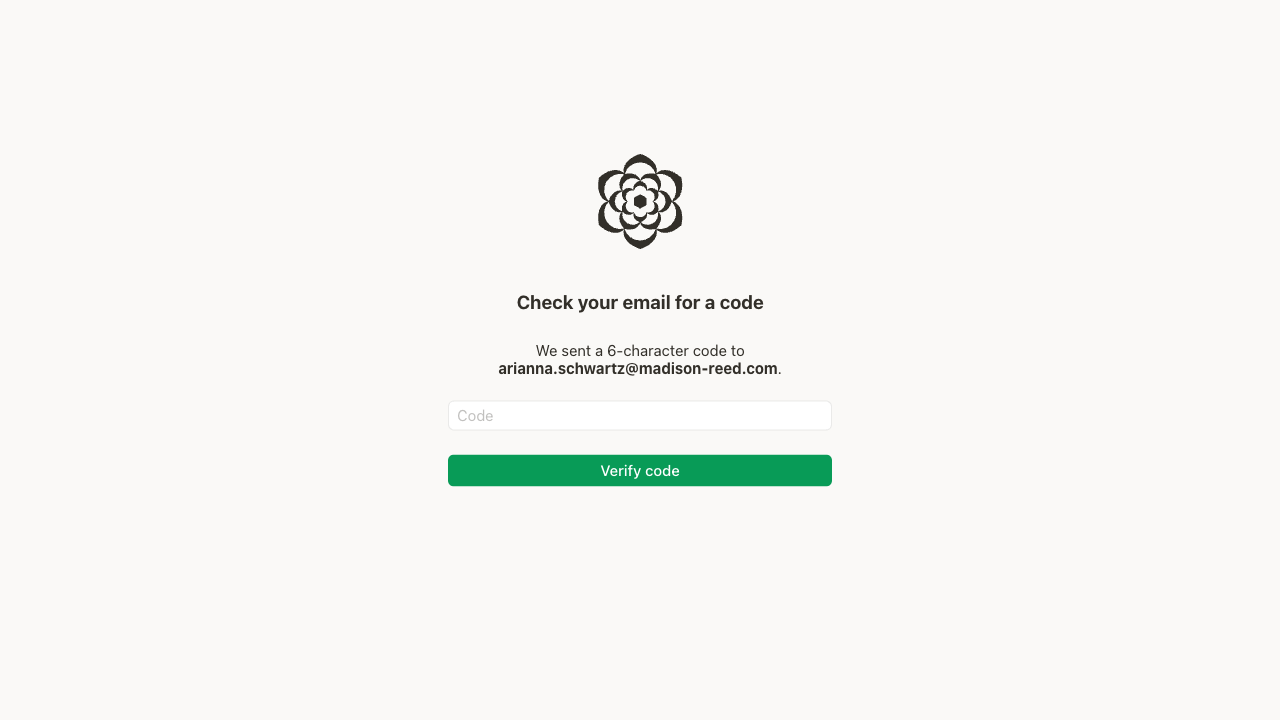 Check your email for a code
We sent a 6-character code to
arianna.schwartz@madison-reed.com.
Code
Verify code